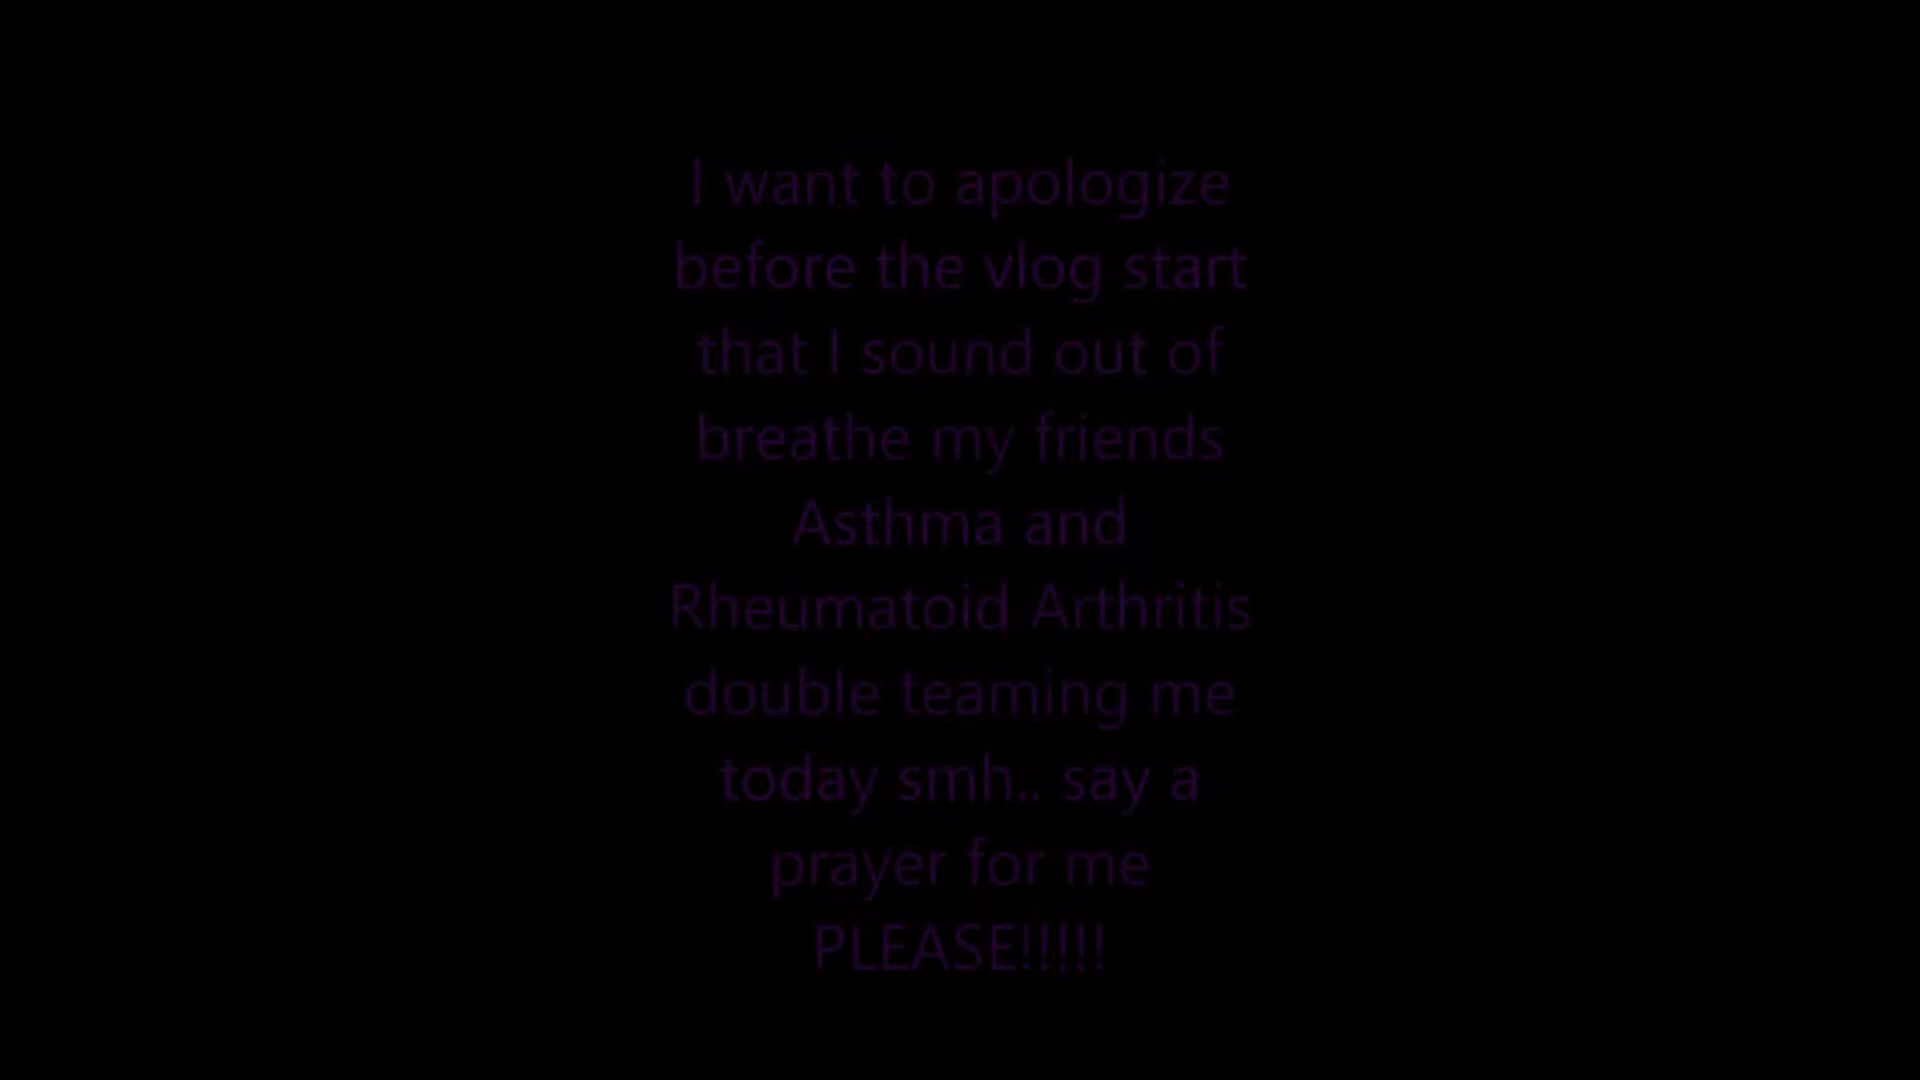 I want to apologize
before the vlog start
that I sound out of
breathe my friends
Asthma and
Rheumatoid Arthritis
double teaming me
today smh.. say a
prayer for me
PLEASE!!!!!